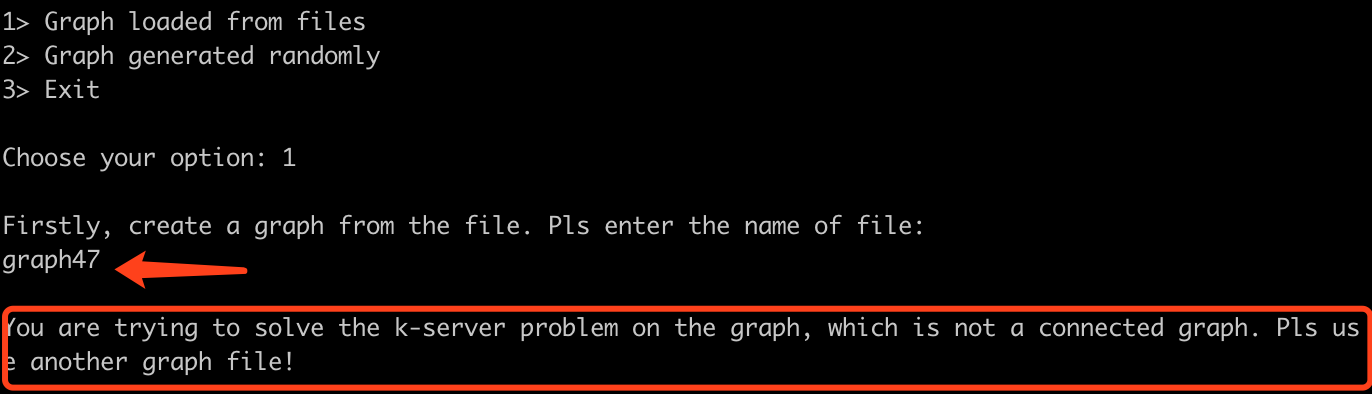 1> Graph loaded from files
2> Graph generated randomly
3> Exit
Choose your option: 1
Firstly, create a graph from the file. Pls enter the name of file:
graph47
You are trying to solve the k-server problem on the graph, which is not a connected graph. Pls us
e another graph file!